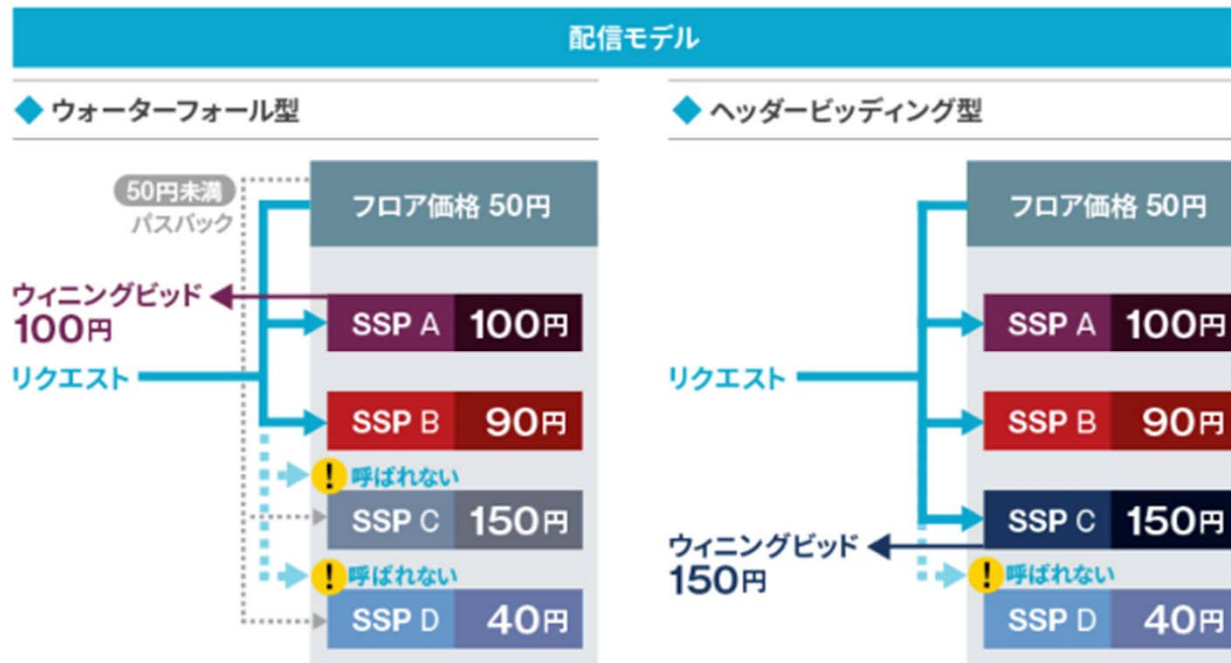 配信モデル
ウォーターフォール型
50円未満
パスバック
フロア価格 50円
ウィニングビッド
100円
SSP A 100円
リクエスト
SSP B 90円
! 呼ばれない
SSP C 150円
! 呼ばれない
SSP D 40円
ヘッダービッディング型
フロア価格 50円
SSP A 100円
リクエスト
SSP B 90円
SSP C 150円
ウィニングビッド
150円
! 呼ばれない
SSP D 40円